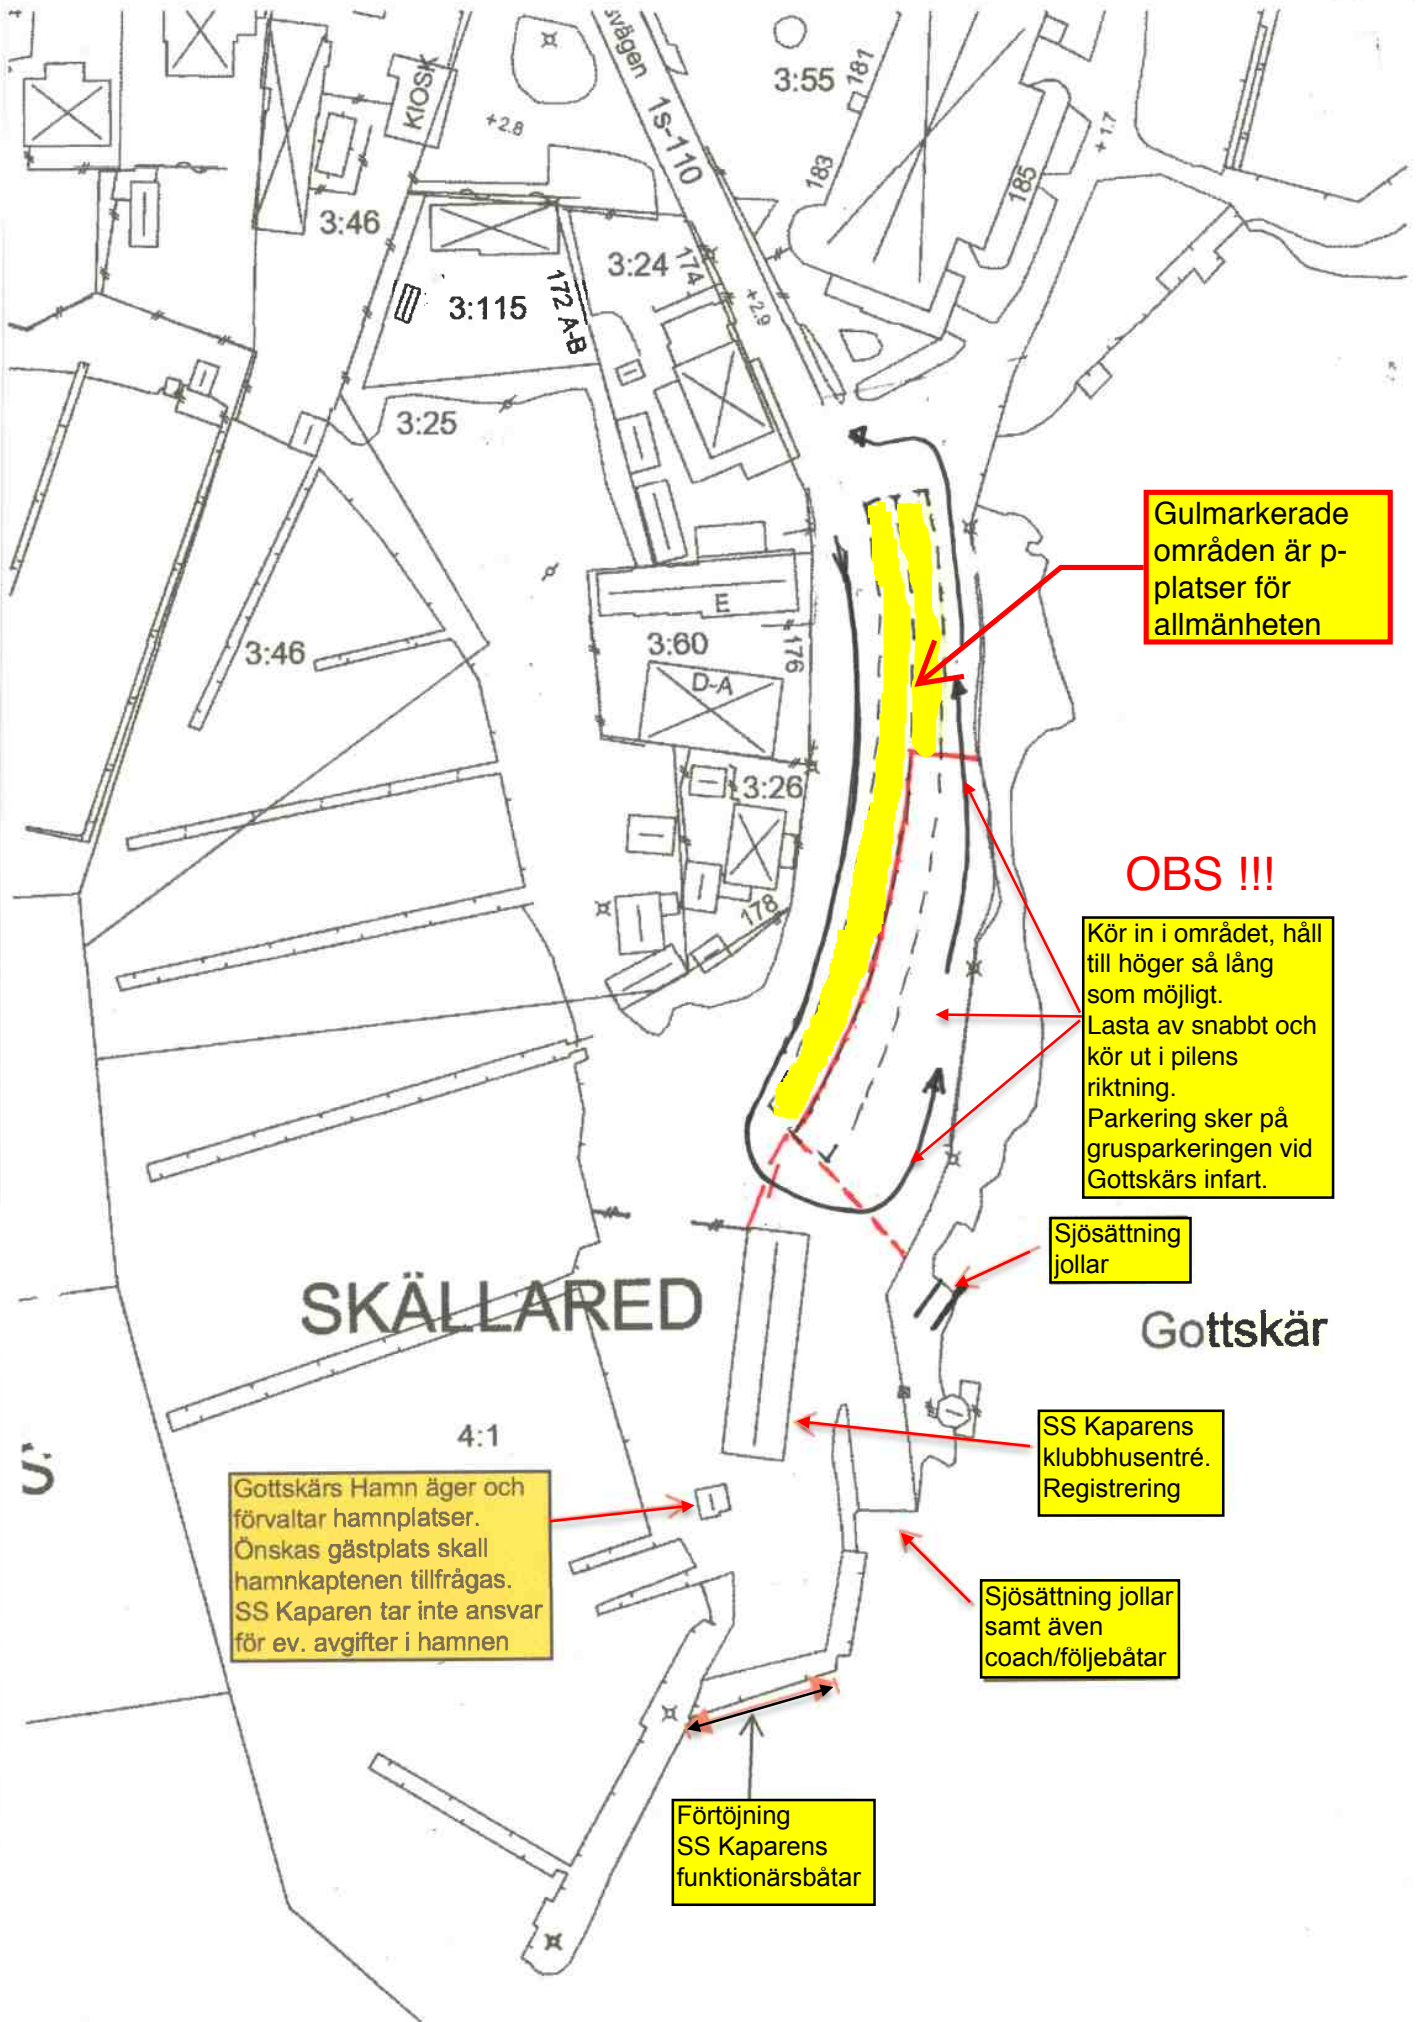 KIOSK
+2.8
svägen 1s-110
3:55
181
183
185
+1.7
3:46
3:115
172 A-B
3:24
174
+2.9
3:25
Gulmarkerade
områden är p-
platser för
allmänheten
E
3:60
176
D-A
3:46
3:26
178
OBS !!!
Kör in i området, håll
till höger så lång
som möjligt.
Lasta av snabbt och
kör ut i pilens
riktning.
Parkering sker på
grusparkeringen vid
Gottskärs infart.
Sjösättning
jollar
SKÄLLARED
Gottskär
4:1
S
SS Kaparens
klubbhusentré.
Registrering
Gottskärs Hamn äger och
förvaltar hamnplatser.
Önskas gästplats skall
hamnkaptenen tillfrågas.
SS Kaparen tar inte ansvar
för ev. avgifter i hamnen
Sjösättning jollar
samt även
coach/följebåtar
Förtöjning
SS Kaparens
funktionärsbåtar